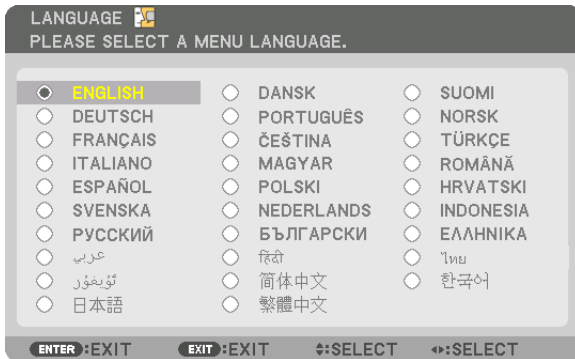 LANGUAGE
PLEASE SELECT A MENU LANGUAGE.
ENGLISH DANSK SUOMI
DEUTSCH PORTUGUÊS NORSK
FRANÇAIS ČEŠTINA TÜRKÇE
ITALIANO MAGYAR ROMÂNĂ
ESPAÑOL POLSKI HRVATSKI
SVENSKA NEDERLANDS INDONESIA
РУССКИЙ БЪЛГАРСКИ ΕΛΛΗΝΙΚΑ
عربي हिंदी ไทย
ئۇيغۇر 简体中文 한국어
日本語 繁體中文
ENTER:EXIT EXIT:EXIT :SELECT :SELECT